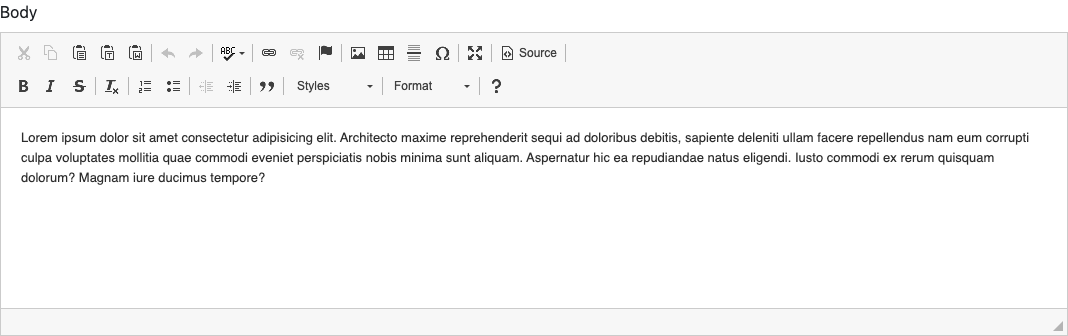 Body
ABC
Source
B I S Tx
Styles
Format
?
Lorem ipsum dolor sit amet consectetur adipisicing elit. Architecto maxime reprehenderit sequi ad doloribus debitis, sapiente deleniti ullam facere repellendus nam eum corrupti
culpa voluptates mollitia quae commodi eveniet perspiciatis nobis minima sunt aliquam. Aspernatur hic ea repudiandae natus eligendi. Iusto commodi ex rerum quisquam
dolorum? Magnam iure ducimus tempore?